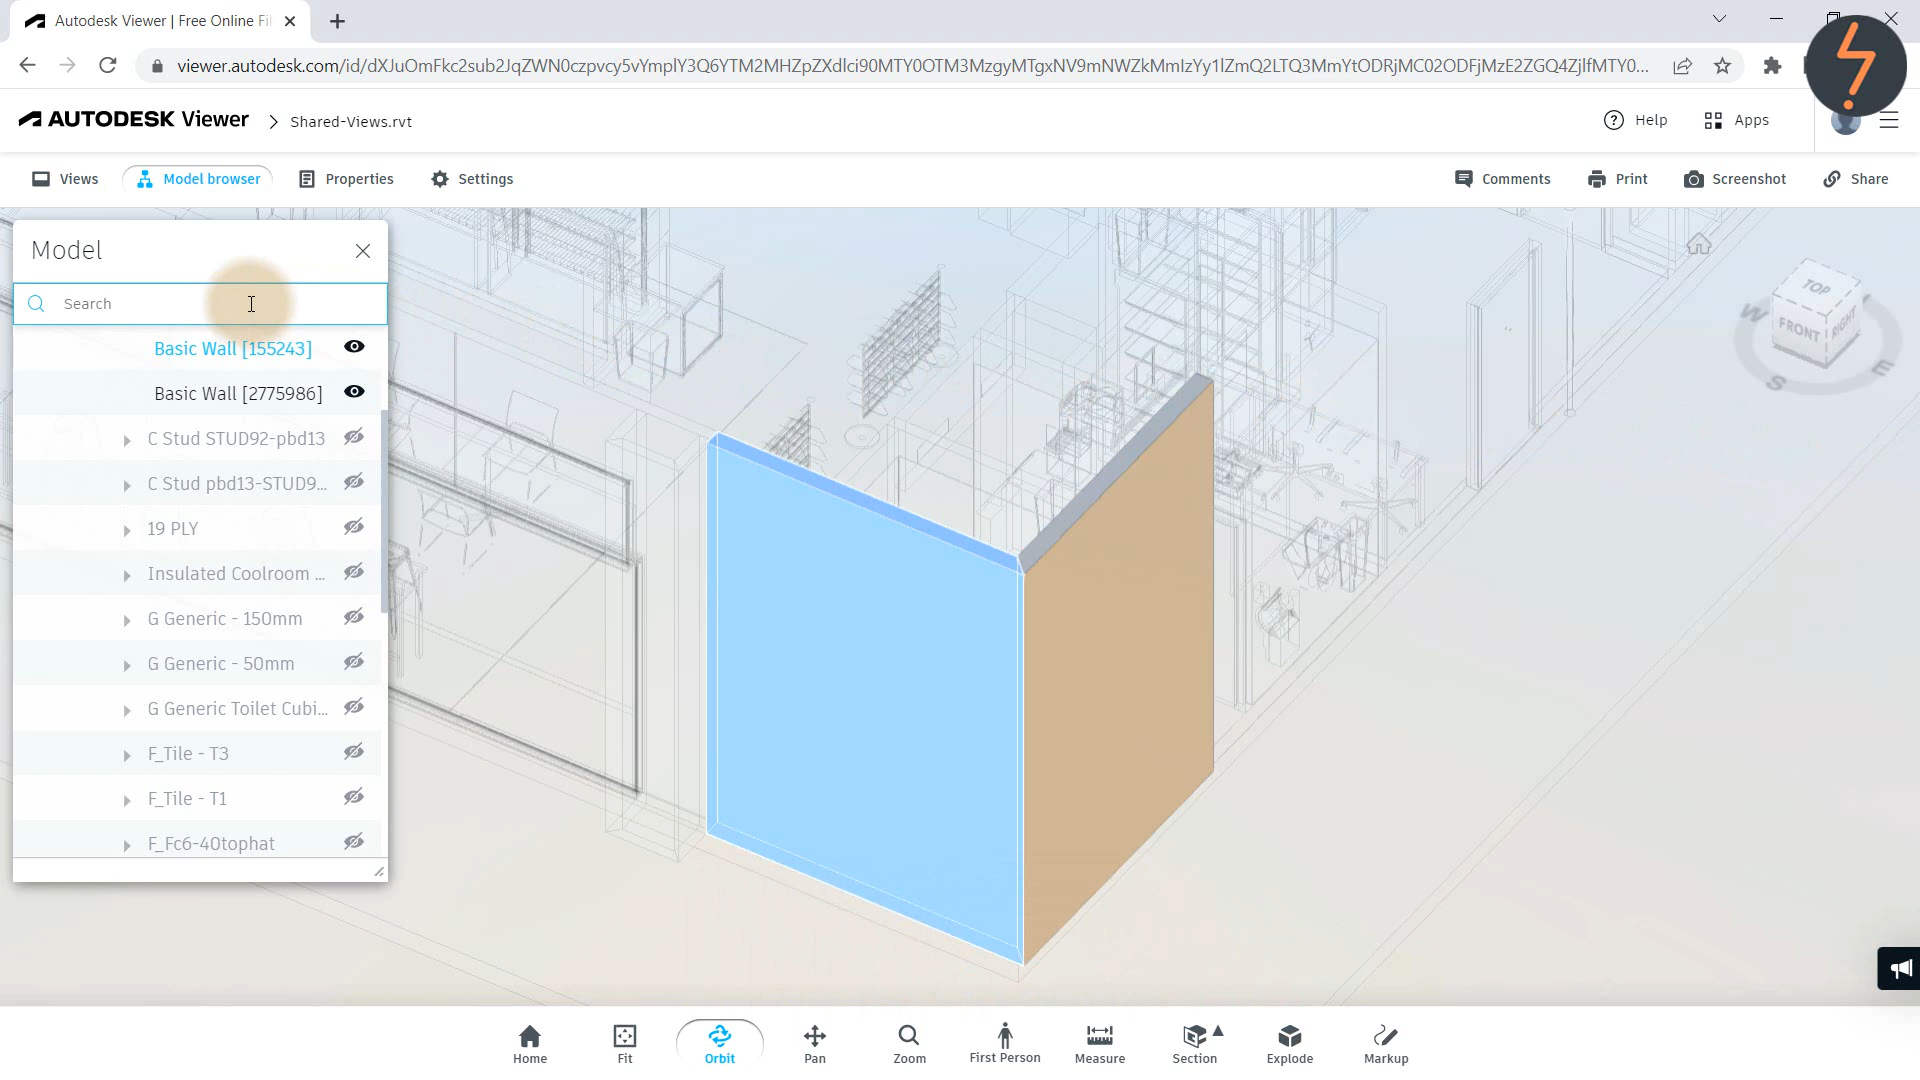 Autodesk Viewer | Free Online Fi
viewer.autodesk.com/id/dXJuOmFkc2sub2JqZWN0czpvcy5vYmplY3Q6YTM2MHZpZXdlci90MTY0OTM3MzgyMTgxNV9mNWZkMmIzYy1lZmQ2LTQ3MmYtODRjMC02ODFjMzE2ZGQ4ZjlfMTY0...
AUTODESK Viewer > Shared-Views.rvt
Help
Apps
Views
Model browser
Properties
Settings
Comments
Print
Screenshot
Share
Model
Search
Basic Wall [155243]
Basic Wall [2775986]
C Stud STUD92-pbd13
C Stud pbd13-STUD9...
19 PLY
Insulated Coolroom ...
G Generic - 150mm
G Generic - 50mm
G Generic Toilet Cubi...
F_Tile - T3
F_Tile - T1
F_Fc6-40tophat
TOP
FRONT
RIGHT
W
S
E
Home
Fit
Orbit
Pan
Zoom
First Person
Measure
Section
Explode
Markup